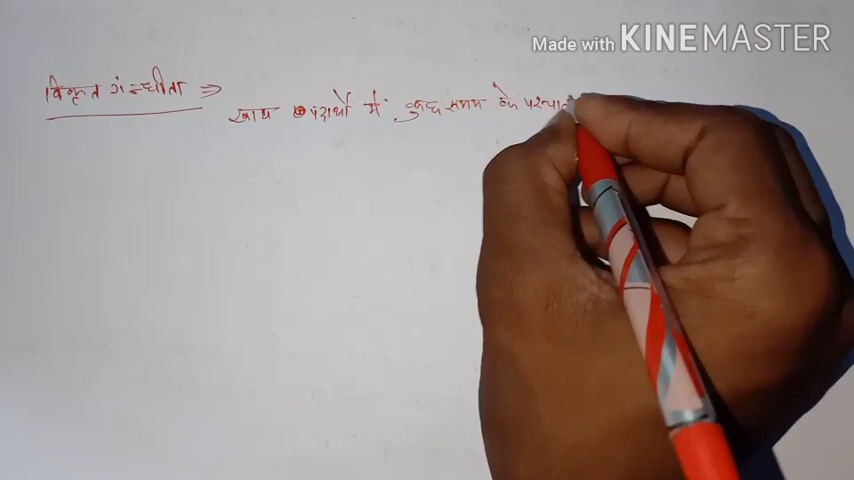 Made with KINEMASTER
विकृत गंन्धीता ⇒
खाद्य पदार्थो में कुछ समय के पश्चात